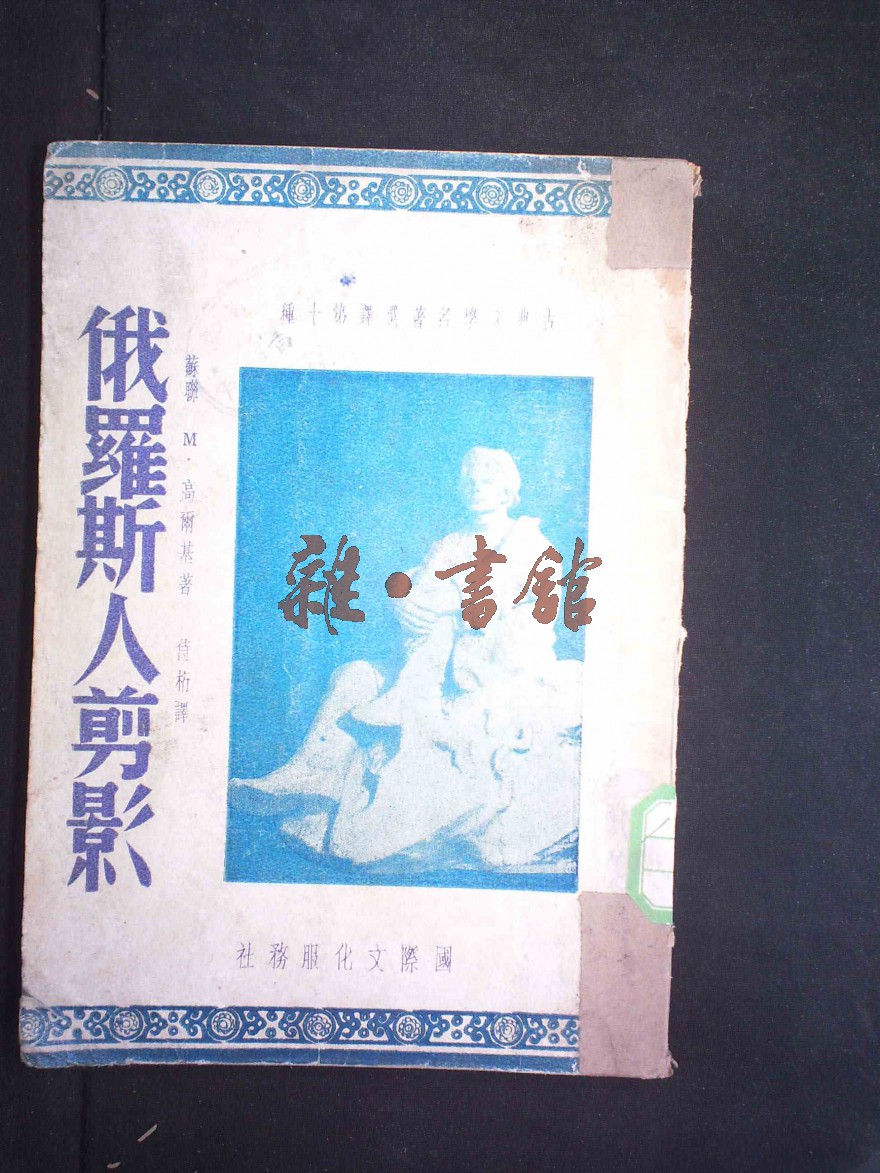 古典文學名著選譯第十種
俄羅斯人剪影
蘇聯 M·高爾基著 侍桁譯
雜·書館
國際文化服務社